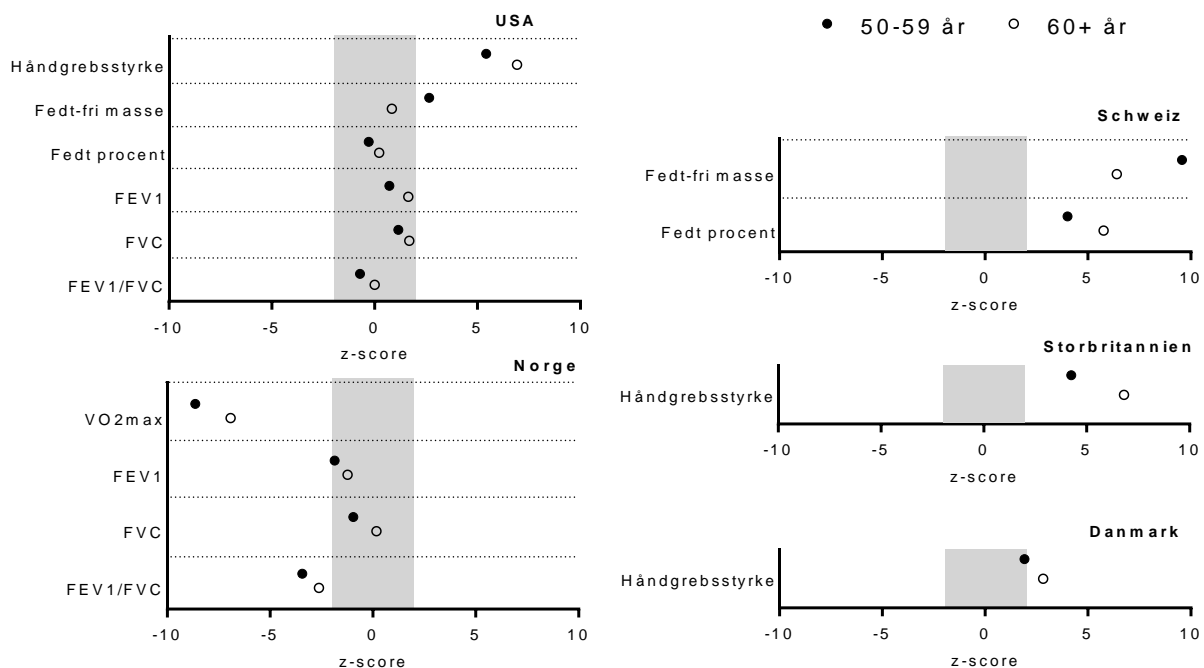 USA
Håndgrebsstyrke
Fedt-fri masse
Fedt procent
FEV1
FVC
FEV1/FVC
-10 -5 0 5 10
z-score
Norge
VO2max
FEV1
FVC
FEV1/FVC
-10 -5 0 5 10
z-score
50-59 år 60+ år
Schweiz
Fedt-fri masse
Fedt procent
-10 -5 0 5 10
z-score
Storbritannien
Håndgrebsstyrke
-10 -5 0 5 10
z-score
Danmark
Håndgrebsstyrke
-10 -5 0 5 10
z-score